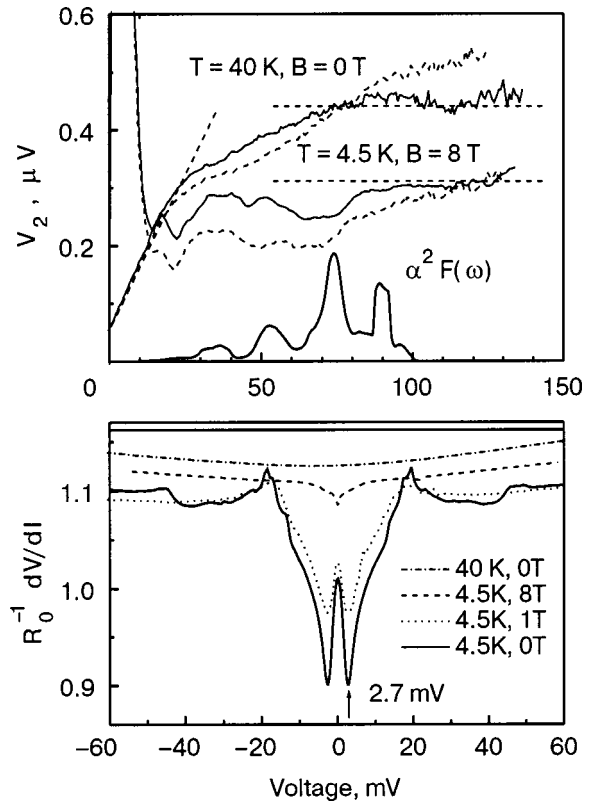 0.6
T = 40 K, B = 0 T
0.4
T = 4.5 K, B = 8 T
V2 , μV
0.2
α² F(ω)
0 50 100 150
1.1
1.0
0.9
R0⁻¹ dV/dI
40 K, 0T
4.5K, 8T
4.5K, 1T
4.5K, 0T
2.7 mV
−60 −40 −20 0 20 40 60
Voltage, mV